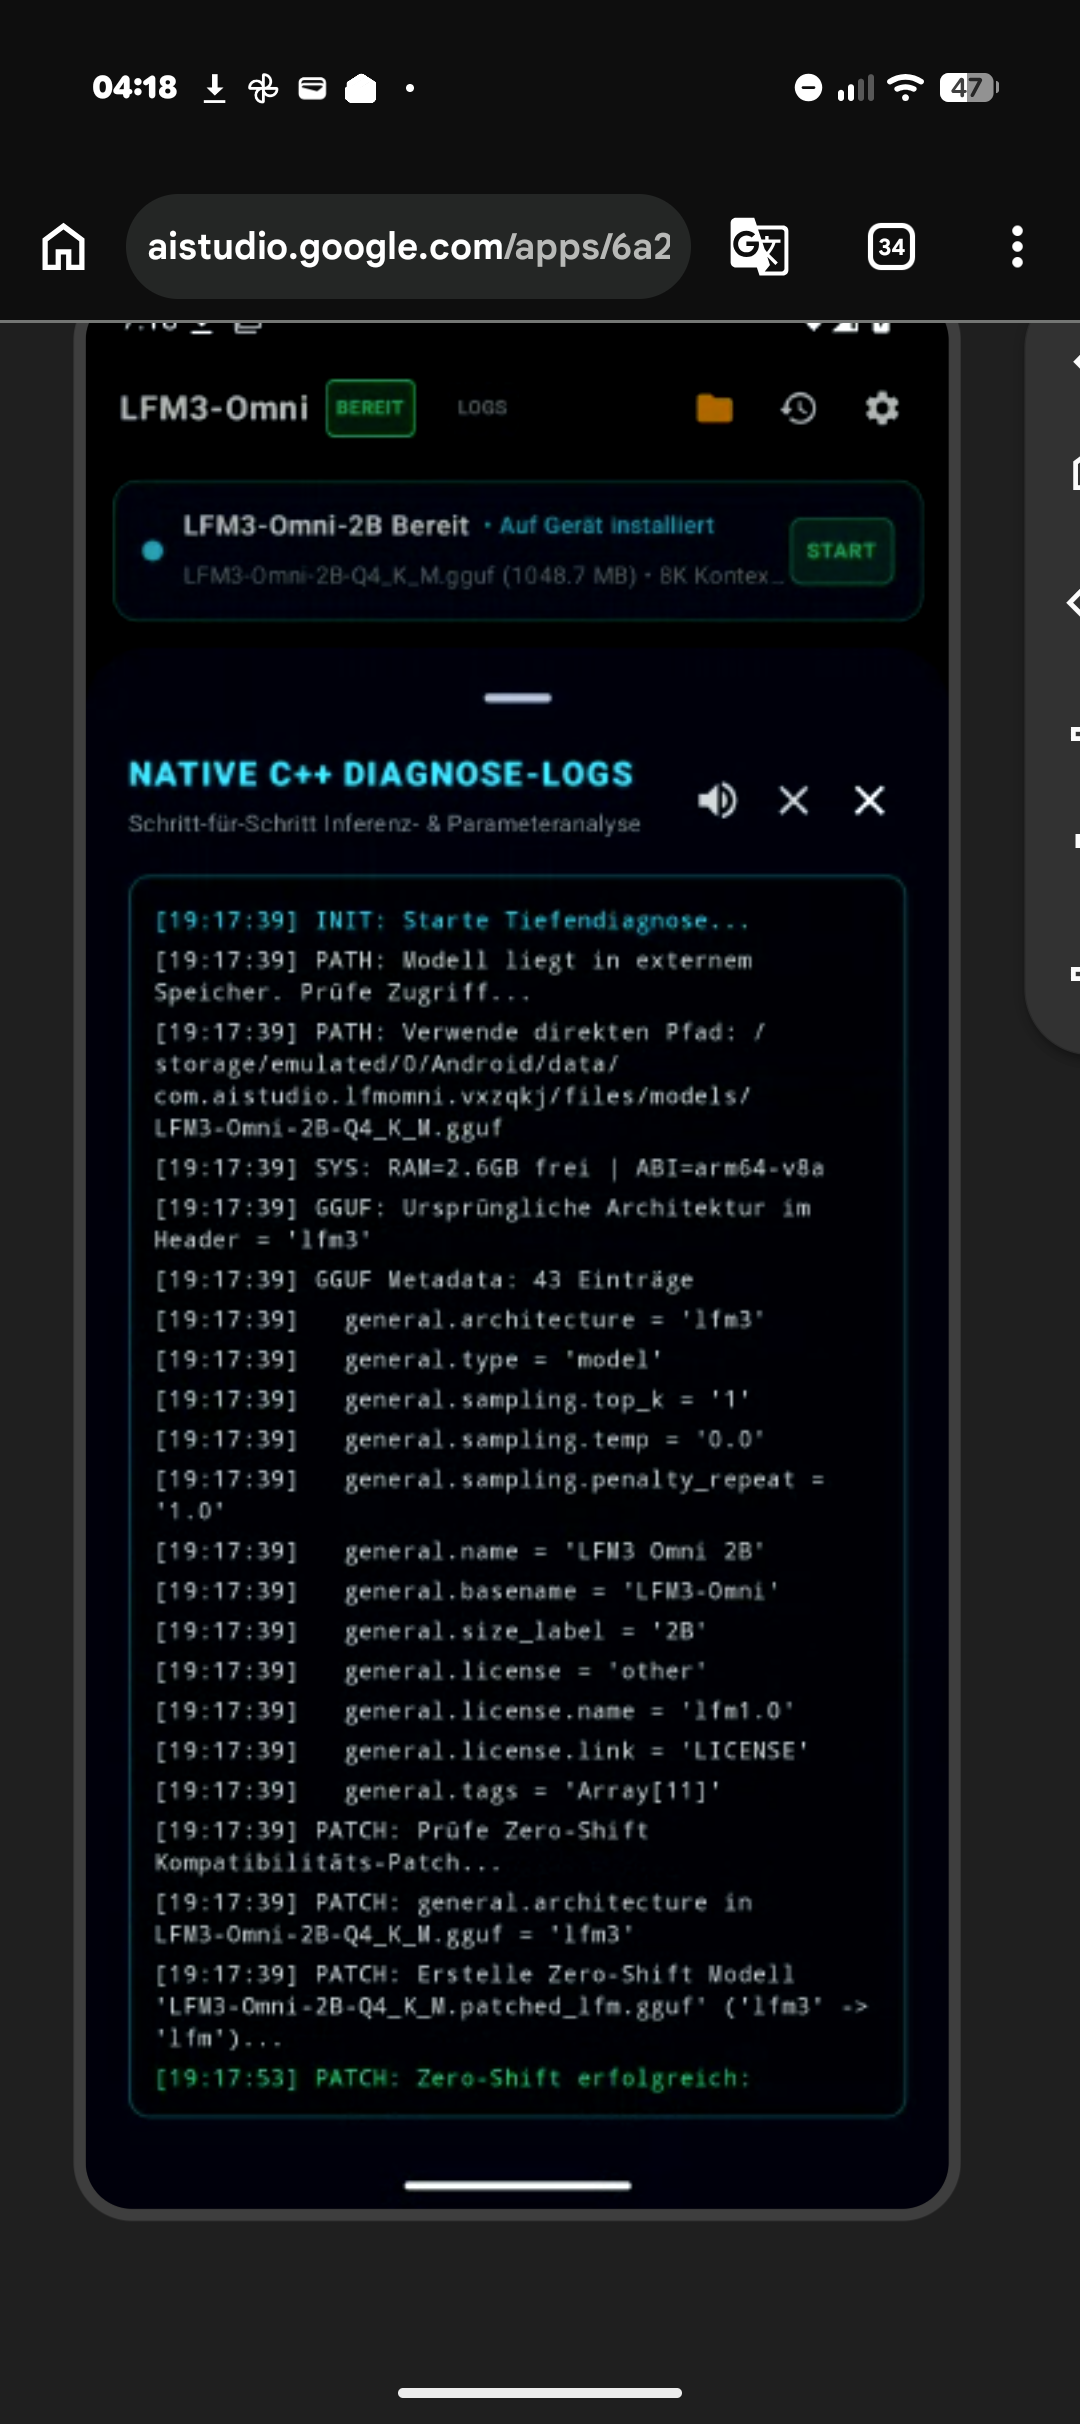 04:18
47
aistudio.google.com/apps/6a2
34
LFM3-Omni
BEREIT
LOGS
LFM3-Omni-2B Bereit • Auf Gerät installiert
LFM3-Omni-2B-Q4_K_M.gguf (1048.7 MB) • 8K Kontex...
START
NATIVE C++ DIAGNOSE-LOGS
Schritt-für-Schritt Inferenz- & Parameteranalyse
[19:17:39] INIT: Starte Tiefendiagnose...
[19:17:39] PATH: Modell liegt in externem
Speicher. Prüfe Zugriff...
[19:17:39] PATH: Verwende direkten Pfad: /
storage/emulated/0/Android/data/
com.aistudio.lfmomni.vxzqkj/files/models/
LFM3-Omni-2B-Q4_K_M.gguf
[19:17:39] SYS: RAM=2.6GB frei | ABI=arm64-v8a
[19:17:39] GGUF: Ursprüngliche Architektur im
Header = 'lfm3'
[19:17:39] GGUF Metadata: 43 Einträge
[19:17:39] general.architecture = 'lfm3'
[19:17:39] general.type = 'model'
[19:17:39] general.sampling.top_k = '1'
[19:17:39] general.sampling.temp = '0.0'
[19:17:39] general.sampling.penalty_repeat =
'1.0'
[19:17:39] general.name = 'LFM3 Omni 2B'
[19:17:39] general.basename = 'LFM3-Omni'
[19:17:39] general.size_label = '2B'
[19:17:39] general.license = 'other'
[19:17:39] general.license.name = 'lfm1.0'
[19:17:39] general.license.link = 'LICENSE'
[19:17:39] general.tags = 'Array[11]'
[19:17:39] PATCH: Prüfe Zero-Shift
Kompatibilitäts-Patch...
[19:17:39] PATCH: general.architecture in
LFM3-Omni-2B-Q4_K_M.gguf = 'lfm3'
[19:17:39] PATCH: Erstelle Zero-Shift Modell
'LFM3-Omni-2B-Q4_K_M.patched_lfm.gguf' ('lfm3' ->
'lfm')...
[19:17:53] PATCH: Zero-Shift erfolgreich: